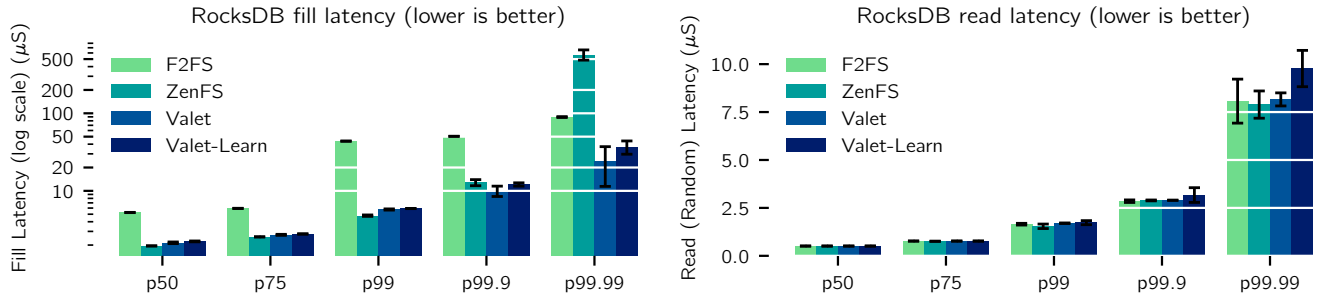 RocksDB fill latency (lower is better)
Fill Latency (log scale) (µS)
500
200
100
50
20
10
F2FS
ZenFS
Valet
Valet-Learn
p50
p75
p99
p99.9
p99.99
RocksDB read latency (lower is better)
Read (Random) Latency (µS)
10.0
7.5
5.0
2.5
0.0
F2FS
ZenFS
Valet
Valet-Learn
p50
p75
p99
p99.9
p99.99